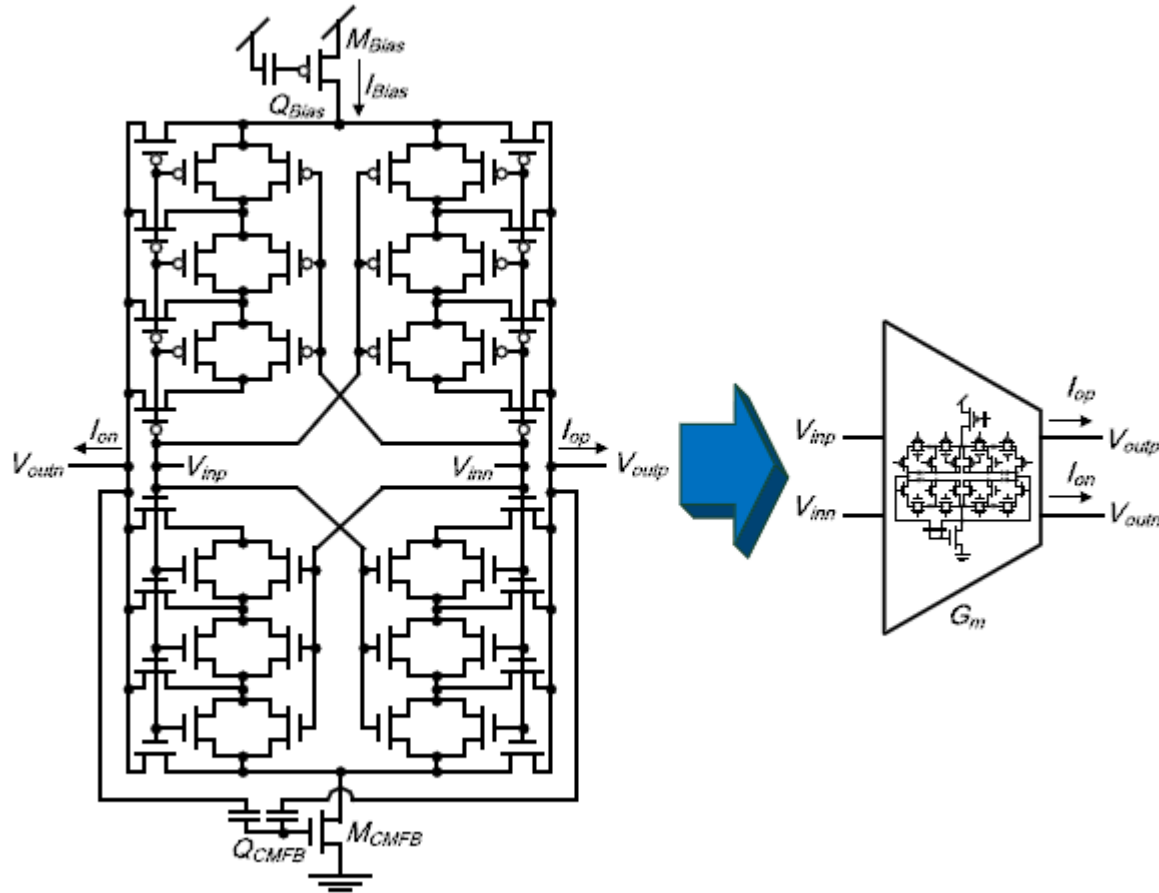 M_Bias
I_Bias
Q_Bias
I_on
I_op
V_outn
V_inp
V_inn
V_outp
Q_CMFB
M_CMFB
V_inp
V_inn
I_op
V_outp
I_on
V_outn
G_m